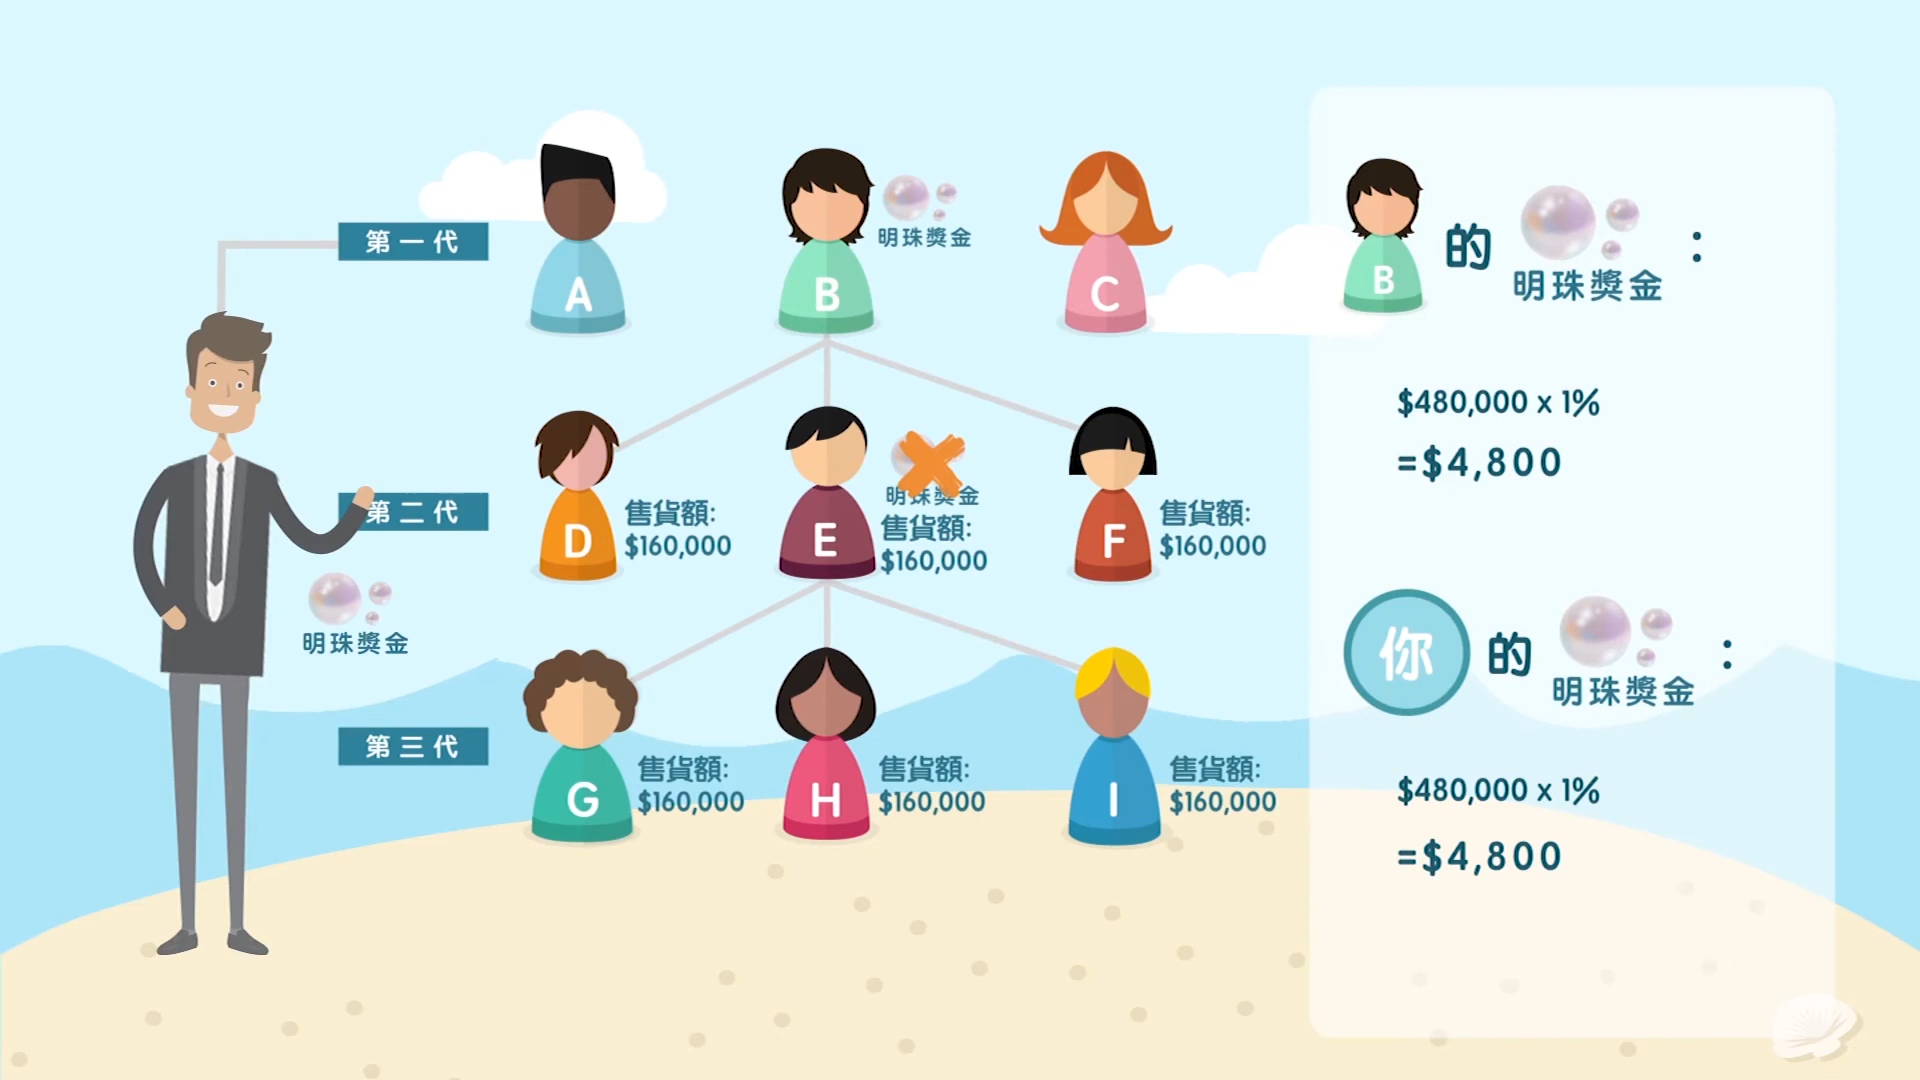 第一代
A
B
明珠獎金
C
第二代
D
售貨額:
$160,000
E
明珠獎金
售貨額:
$160,000
F
售貨額:
$160,000
明珠獎金
第三代
G
售貨額:
$160,000
H
售貨額:
$160,000
I
售貨額:
$160,000
B 的 明珠獎金 :
$480,000 x 1%
=$4,800
你 的 明珠獎金 :
$480,000 x 1%
=$4,800